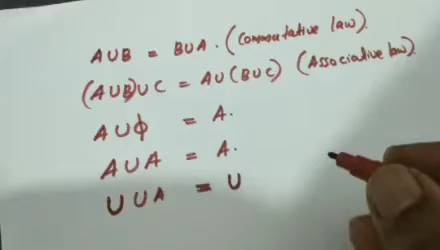 A∪B = B∪A. (Commutative law).
(A∪B)∪C = A∪(B∪C) (Associative law).
A∪ϕ = A.
A∪A = A.
U∪A = U